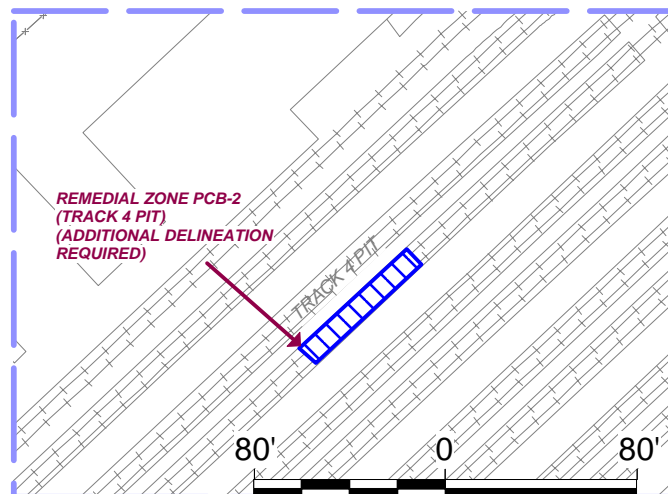 REMEDIAL ZONE PCB-2
(TRACK 4 PIT)
(ADDITIONAL DELINEATION
REQUIRED)
TRACK 4 PIT
80' 0 80'